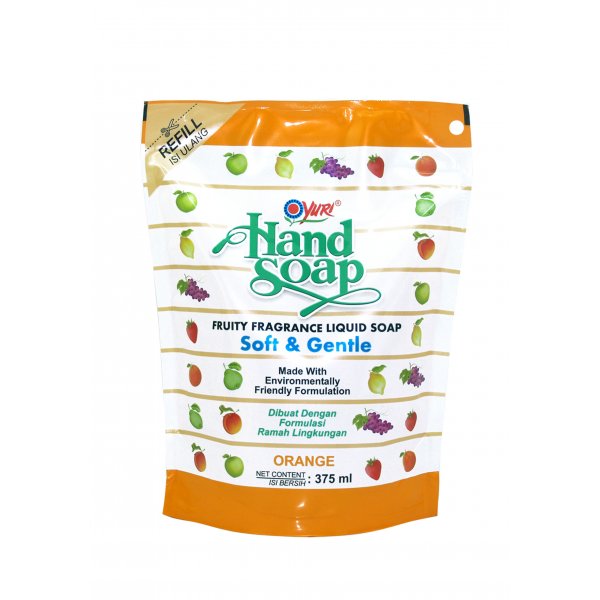 REFILL
ISI ULANG
YURI®
Hand
Soap
FRUITY FRAGRANCE LIQUID SOAP
Soft & Gentle
Made With
Environmentally
Friendly Formulation
Dibuat Dengan
Formulasi
Ramah Lingkungan
ORANGE
NET CONTENT
ISI BERSIH : 375 ml